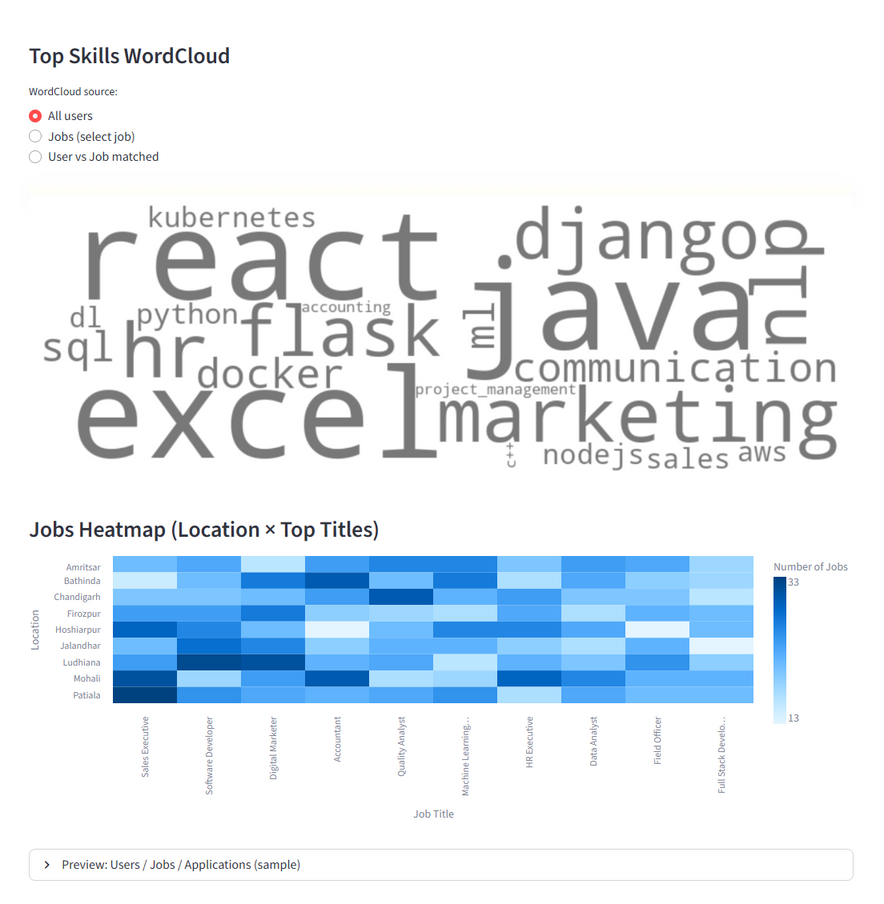 Top Skills WordCloud
WordCloud source:
All users
Jobs (select job)
User vs Job matched
kubernetes
react
django
nlp
java
dl
python
accounting
flask
ml
sql
hr
docker
communication
excel
project_management
marketing
c++
nodejs
sales
aws
Jobs Heatmap (Location × Top Titles)
Location
Amritsar
Bathinda
Chandigarh
Firozpur
Hoshiarpur
Jalandhar
Ludhiana
Mohali
Patiala
Number of Jobs
33
13
Sales Executive
Software Developer
Digital Marketer
Accountant
Quality Analyst
Machine Learning…
HR Executive
Data Analyst
Field Officer
Full Stack Develo…
Job Title
Preview: Users / Jobs / Applications (sample)